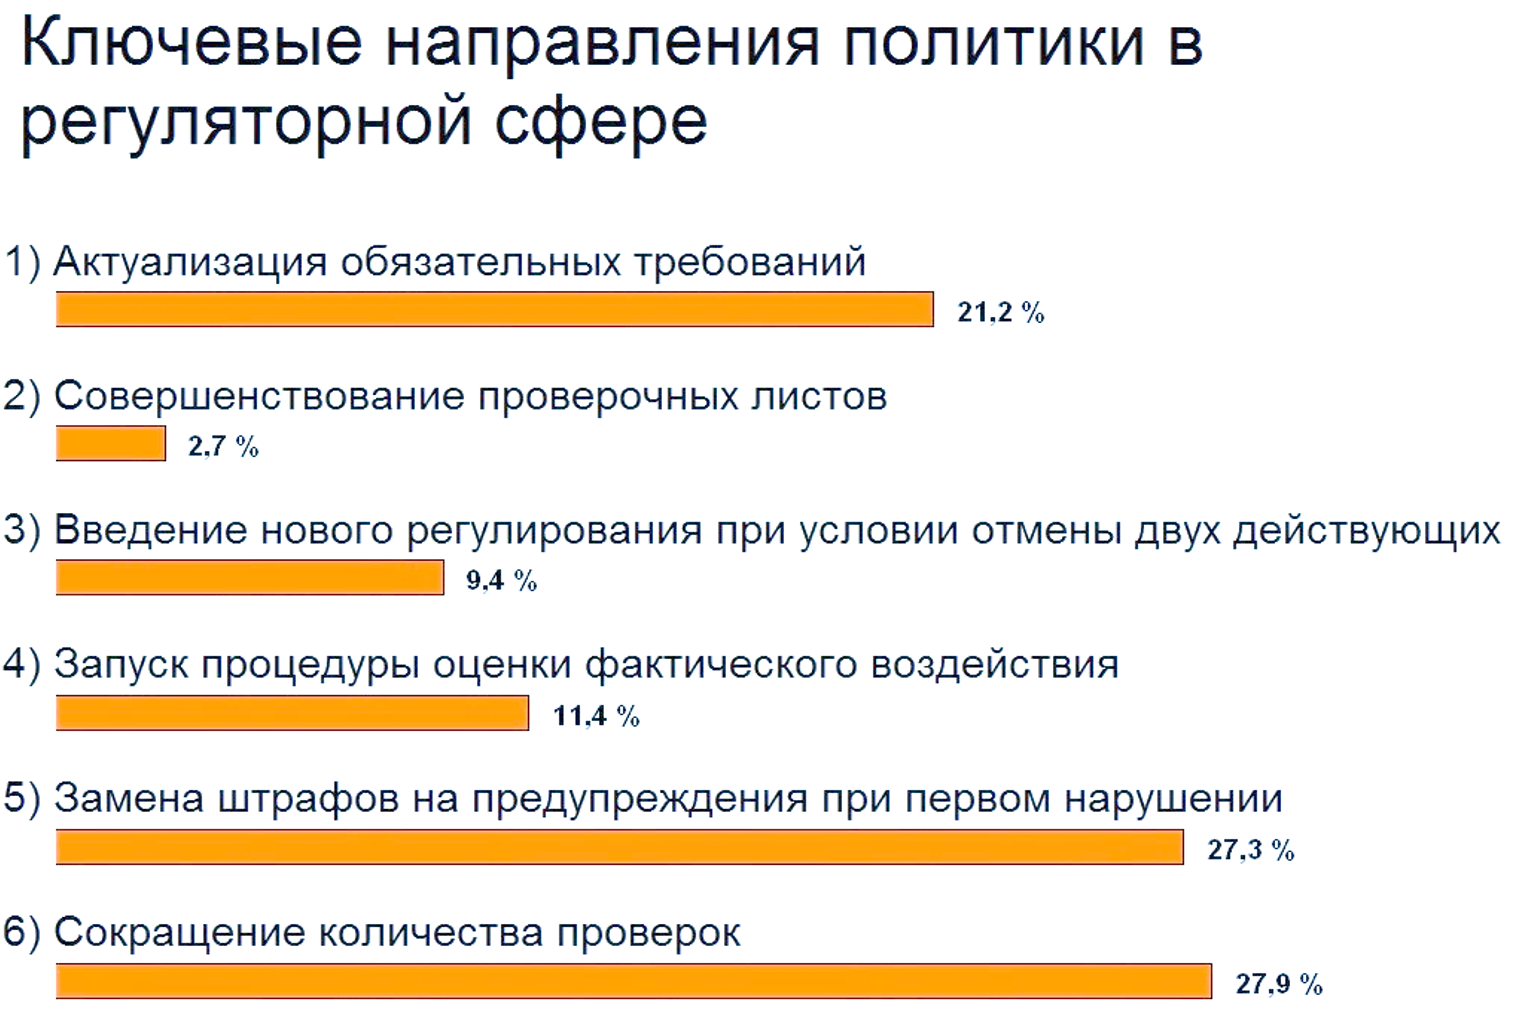 Ключевые направления политики в
регуляторной сфере
1) Актуализация обязательных требований
21,2 %
2) Совершенствование проверочных листов
2,7 %
3) Введение нового регулирования при условии отмены двух действующих
9,4 %
4) Запуск процедуры оценки фактического воздействия
11,4 %
5) Замена штрафов на предупреждения при первом нарушении
27,3 %
6) Сокращение количества проверок
27,9 %